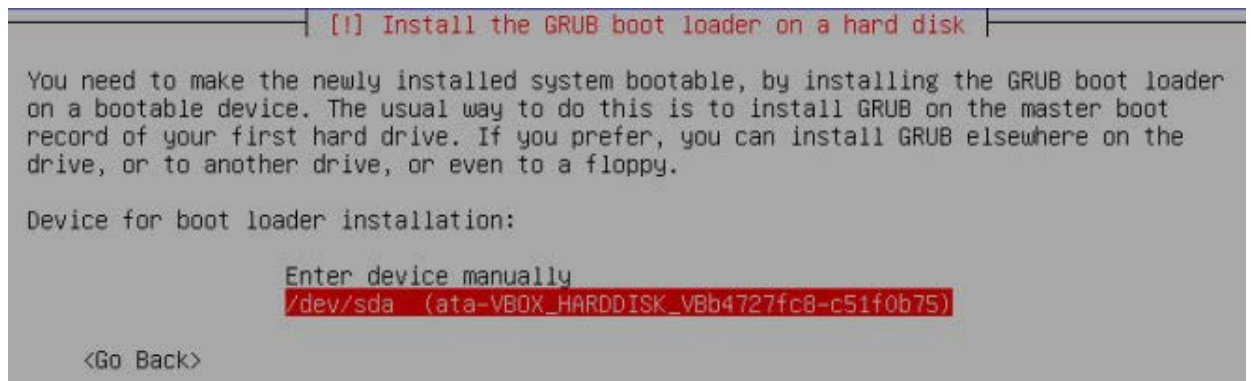 [!] Install the GRUB boot loader on a hard disk
You need to make the newly installed system bootable, by installing the GRUB boot loader
on a bootable device. The usual way to do this is to install GRUB on the master boot
record of your first hard drive. If you prefer, you can install GRUB elsewhere on the
drive, or to another drive, or even to a floppy.
Device for boot loader installation:
Enter device manually
/dev/sda (ata-VBOX_HARDDISK_VBb4727fc8-c51f0b75)
<Go Back>